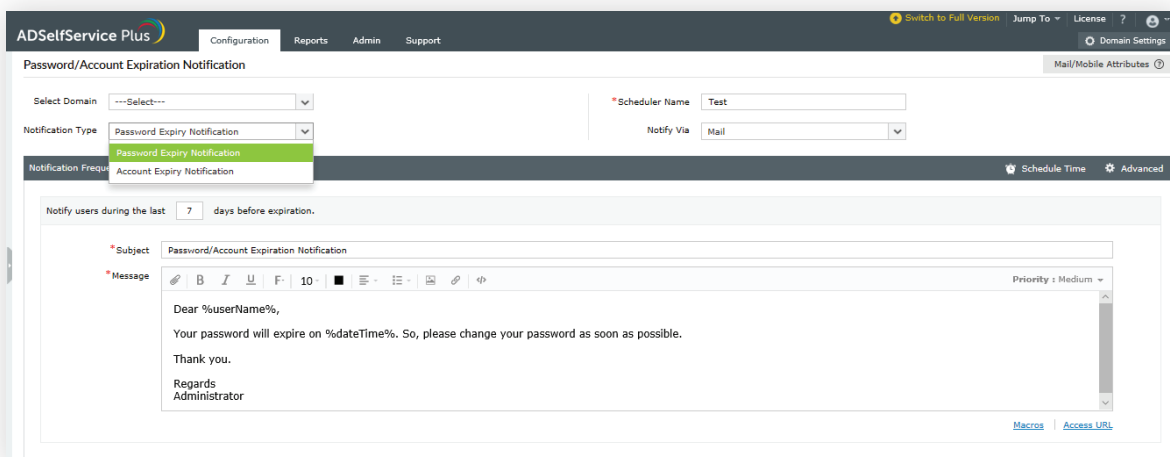 Switch to Full Version Jump To License ?
ADSelfService Plus Configuration Reports Admin Support
Domain Settings
Password/Account Expiration Notification Mail/Mobile Attributes ?
Select Domain ---Select--- *Scheduler Name Test
Notification Type Password Expiry Notification Notify Via Mail
Password Expiry Notification
Account Expiry Notification
Notification Freque Schedule Time Advanced
Notify users during the last 7 days before expiration.
*Subject Password/Account Expiration Notification
*Message B I U F 10 Priority : Medium
Dear %userName%,
Your password will expire on %dateTime%. So, please change your password as soon as possible.
Thank you.
Regards
Administrator
Macros Access URL